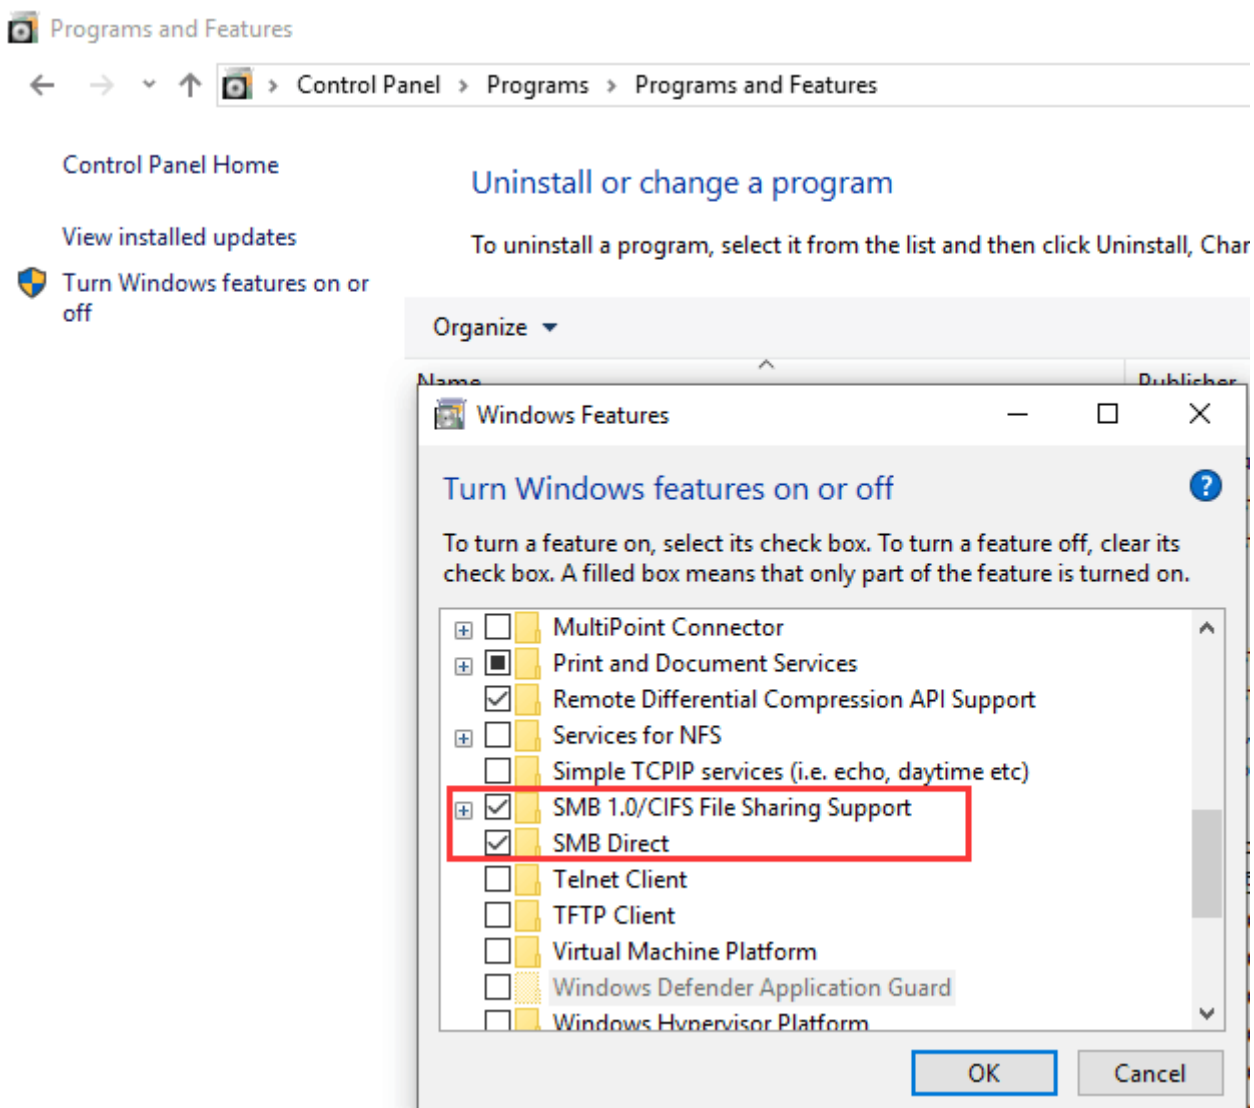 Programs and Features
Control Panel > Programs > Programs and Features
Control Panel Home
Uninstall or change a program
View installed updates
To uninstall a program, select it from the list and then click Uninstall, Char
Turn Windows features on or
off
Organize
Name
Publisher
Windows Features
Turn Windows features on or off
?
To turn a feature on, select its check box. To turn a feature off, clear its
check box. A filled box means that only part of the feature is turned on.
MultiPoint Connector
Print and Document Services
Remote Differential Compression API Support
Services for NFS
Simple TCPIP services (i.e. echo, daytime etc)
SMB 1.0/CIFS File Sharing Support
SMB Direct
Telnet Client
TFTP Client
Virtual Machine Platform
Windows Defender Application Guard
Windows Hypervisor Platform
OK
Cancel